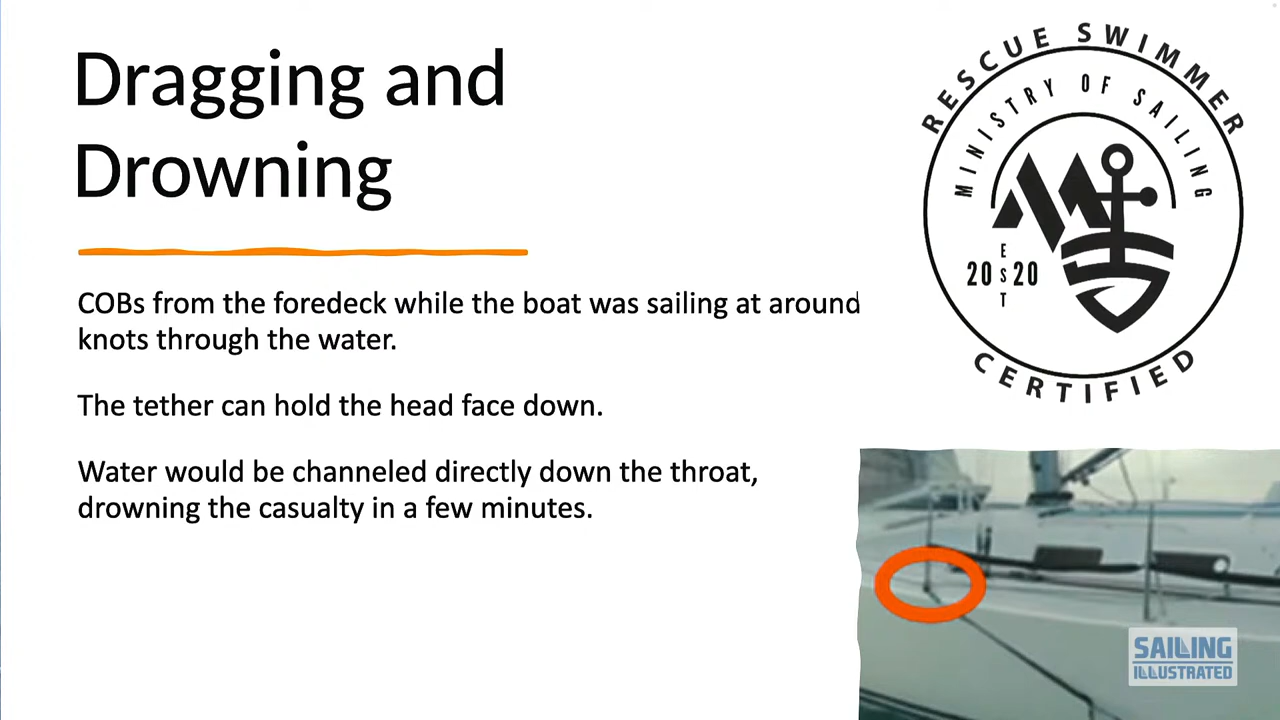 Dragging and
Drowning
COBs from the foredeck while the boat was sailing at around
knots through the water.
The tether can hold the head face down.
Water would be channeled directly down the throat,
drowning the casualty in a few minutes.
RESCUE SWIMMER
MINISTRY OF SAILING
EST
20 20
CERTIFIED
SAILING
ILLUSTRATED